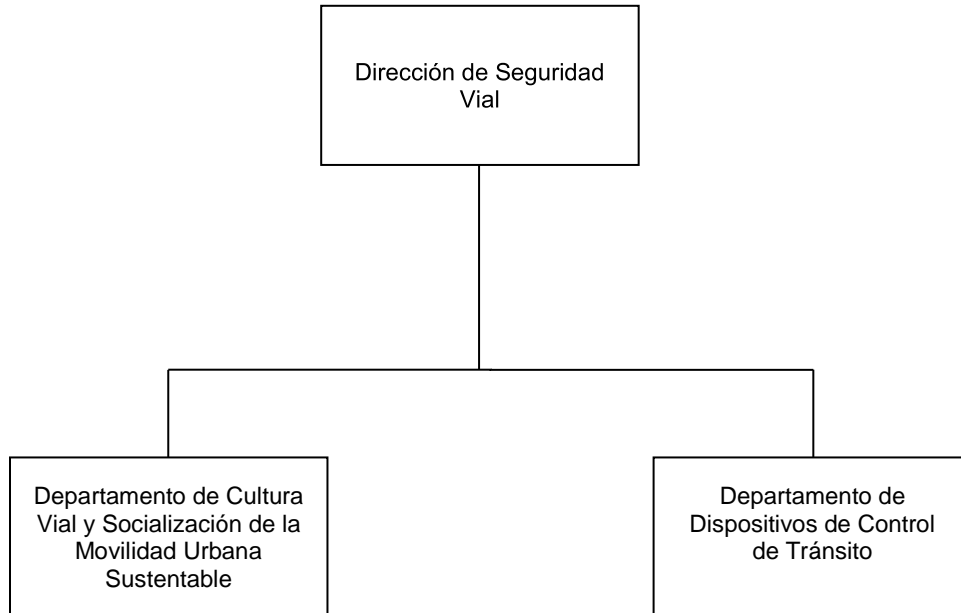 Dirección de Seguridad
Vial
Departamento de Cultura
Vial y Socialización de la
Movilidad Urbana
Sustentable
Departamento de
Dispositivos de Control
de Tránsito